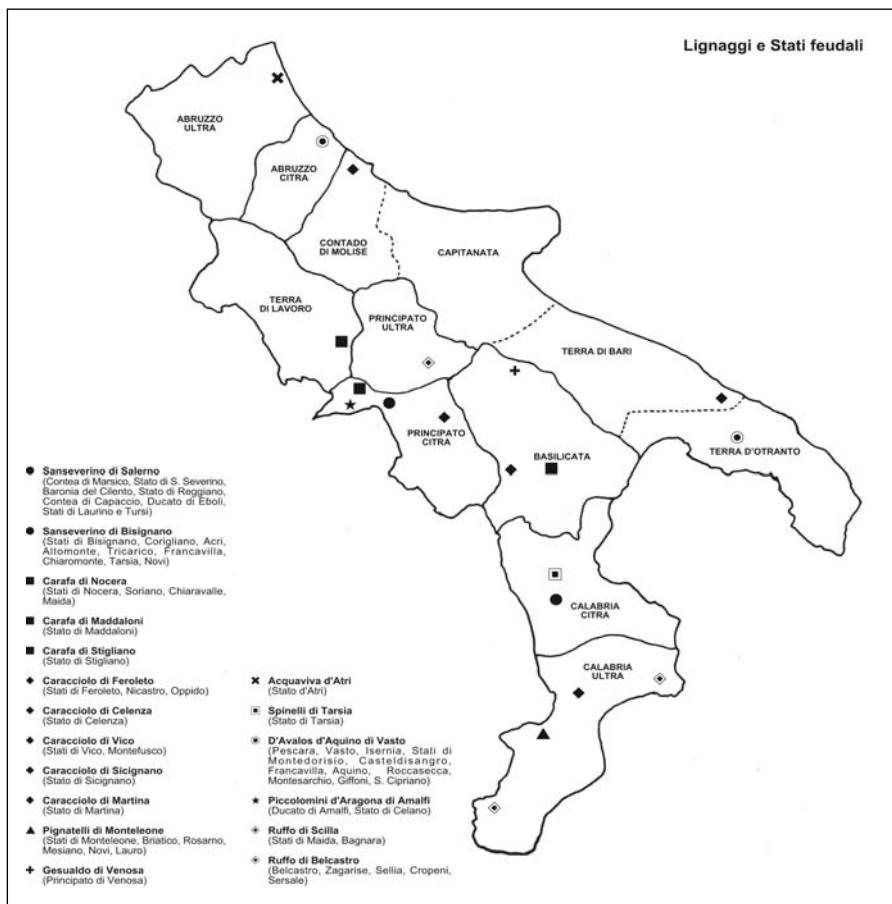 Lignaggi e Stati feudali
ABRUZZO
ULTRA
ABRUZZO
CITRA
CONTADO
DI MOLISE
CAPITANATA
TERRA
DI LAVORO
PRINCIPATO
ULTRA
TERRA DI BARI
PRINCIPATO
CITRA
BASILICATA
TERRA D'OTRANTO
CALABRIA
CITRA
CALABRIA
ULTRA
Sanseverino di Salerno
(Contea di Marsico, Stato di S. Severino,
Baronia del Cilento, Stato di Reggiano,
Contea di Capaccio, Ducato di Eboli,
Stati di Laurino e Tursi)
Sanseverino di Bisignano
(Stati di Bisignano, Corigliano, Acri,
Altomonte, Tricarico, Francavilla,
Chiaromonte, Tarsia, Novi)
Carafa di Nocera
(Stati di Nocera, Soriano, Chiaravalle,
Maida)
Carafa di Maddaloni
(Stato di Maddaloni)
Carafa di Stigliano
(Stato di Stigliano)
Caracciolo di Feroleto
(Stati di Feroleto, Nicastro, Oppido)
Caracciolo di Celenza
(Stato di Celenza)
Caracciolo di Vico
(Stati di Vico, Montefusco)
Caracciolo di Sicignano
(Stato di Sicignano)
Caracciolo di Martina
(Stato di Martina)
Pignatelli di Monteleone
(Stati di Monteleone, Briatico, Rosarno,
Mesiano, Novi, Lauro)
Gesualdo di Venosa
(Principato di Venosa)
Acquaviva d'Atri
(Stato d'Atri)
Spinelli di Tarsia
(Stato di Tarsia)
D'Avalos d'Aquino di Vasto
(Pescara, Vasto, Isernia, Stati di
Montedorisio, Casteldisangro,
Francavilla, Aquino, Roccasecca,
Montesarchio, Giffoni, S. Cipriano)
Piccolomini d'Aragona di Amalfi
(Ducato di Amalfi, Stato di Celano)
Ruffo di Scilla
(Stati di Maida, Bagnara)
Ruffo di Belcastro
(Belcastro, Zagarise, Sellia, Cropeni,
Sersale)